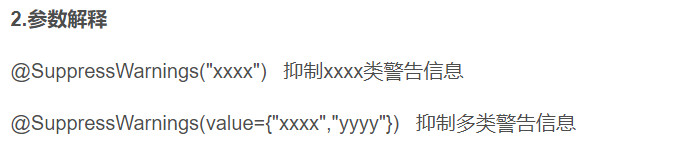 2.参数解释
@SuppressWarnings("xxxx")   抑制xxxx类警告信息
@SuppressWarnings(value={"xxxx","yyyy"})   抑制多类警告信息